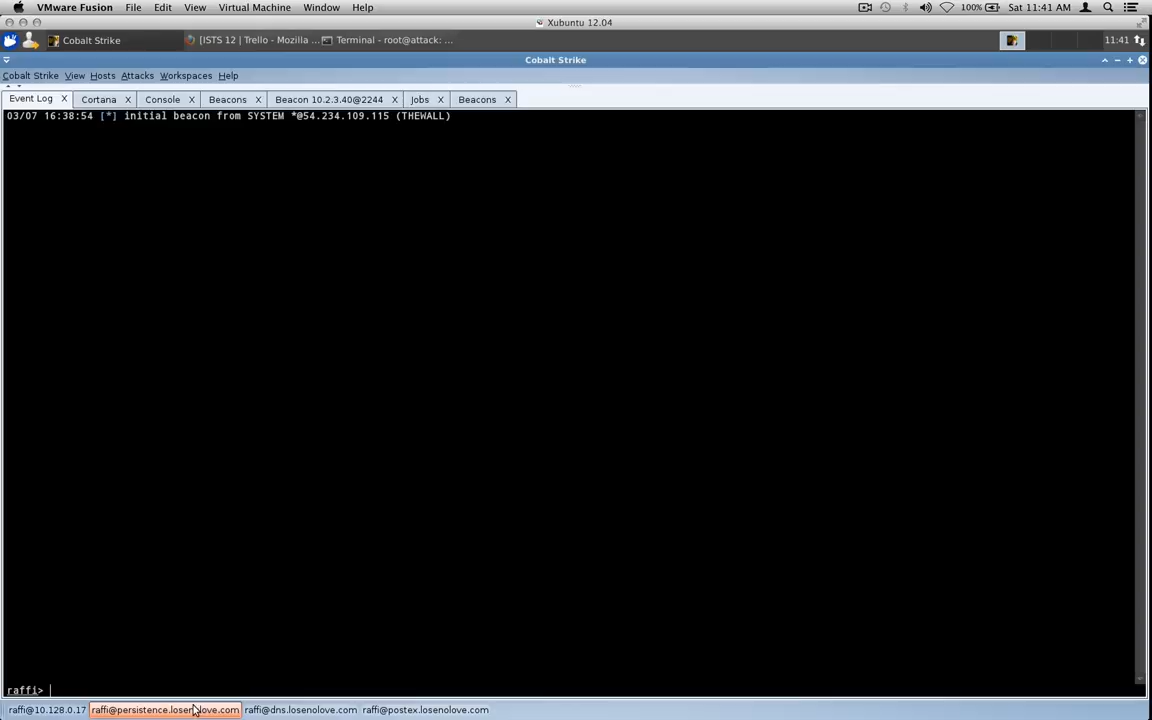 VMware Fusion File Edit View Virtual Machine Window Help 100% Sat 11:41 AM
Xubuntu 12.04
Cobalt Strike [ISTS 12 | Trello - Mozilla ... Terminal - root@attack: ... 11:41
Cobalt Strike
Cobalt Strike View Hosts Attacks Workspaces Help
Event Log X Cortana X Console X Beacons X Beacon 10.2.3.40@2244 X Jobs X Beacons X
03/07 16:38:54 [*] initial beacon from SYSTEM *@54.234.109.115 (THEWALL)
raffi>
raffi@10.128.0.17 raffi@persistence.losenolove.com raffi@dns.losenolove.com raffi@postex.losenolove.com